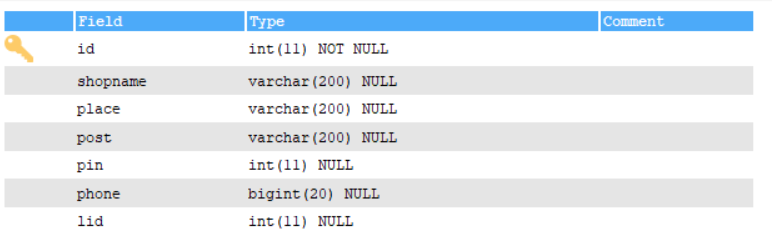 Field Type Comment
id int(11) NOT NULL
shopname varchar(200) NULL
place varchar(200) NULL
post varchar(200) NULL
pin int(11) NULL
phone bigint(20) NULL
lid int(11) NULL